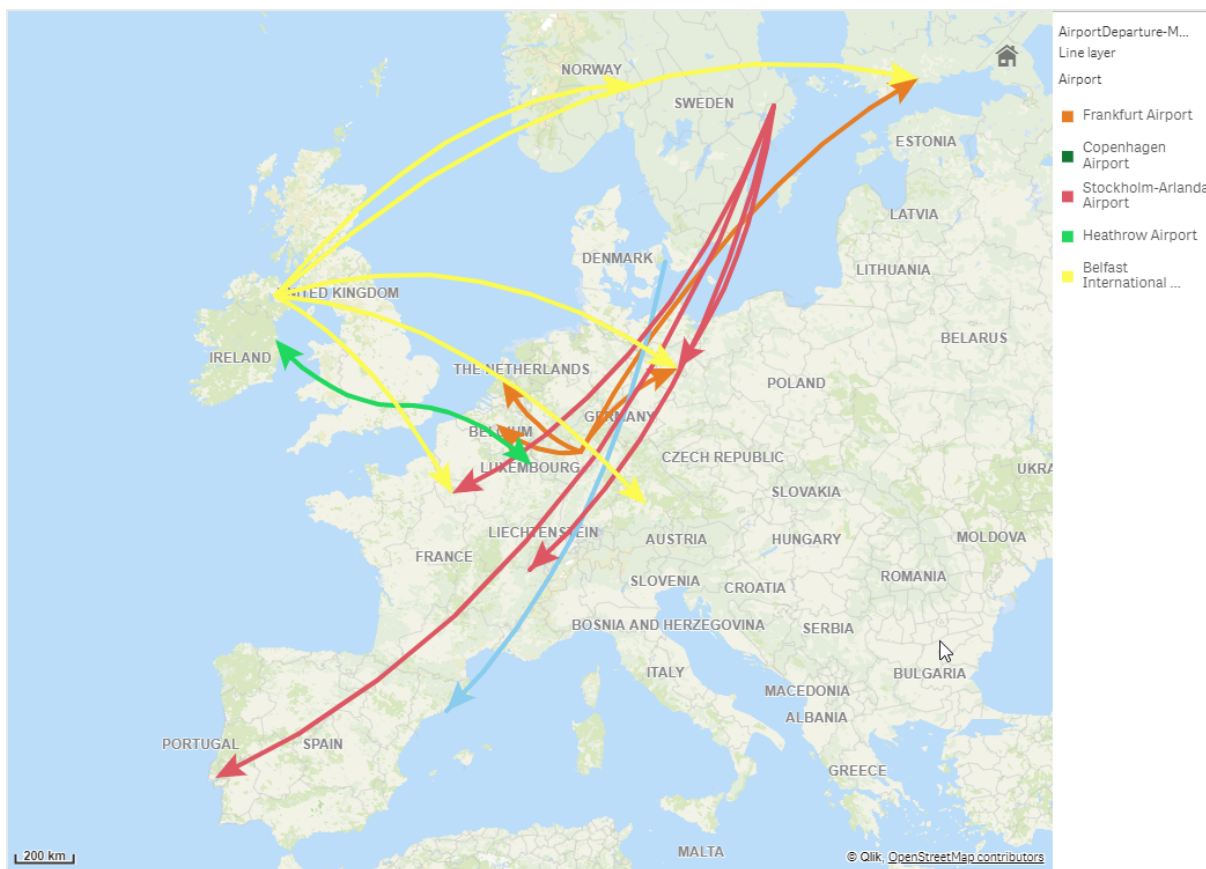 AirportDeparture-M...
Line layer
Airport
Frankfurt Airport
Copenhagen
Airport
Stockholm-Arlanda
Airport
Heathrow Airport
Belfast
International ...
NORWAY
SWEDEN
ESTONIA
LATVIA
DENMARK
LITHUANIA
UNITED KINGDOM
BELARUS
IRELAND
THE NETHERLANDS
POLAND
GERMANY
BELGIUM
CZECH REPUBLIC
LUXEMBOURG
UKRA
SLOVAKIA
LIECHTENSTEIN
AUSTRIA
HUNGARY
MOLDOVA
FRANCE
SLOVENIA
ROMANIA
CROATIA
BOSNIA AND HERZEGOVINA
SERBIA
ITALY
BULGARIA
MACEDONIA
ALBANIA
PORTUGAL
SPAIN
GREECE
MALTA
200 km
© Qlik, OpenStreetMap contributors